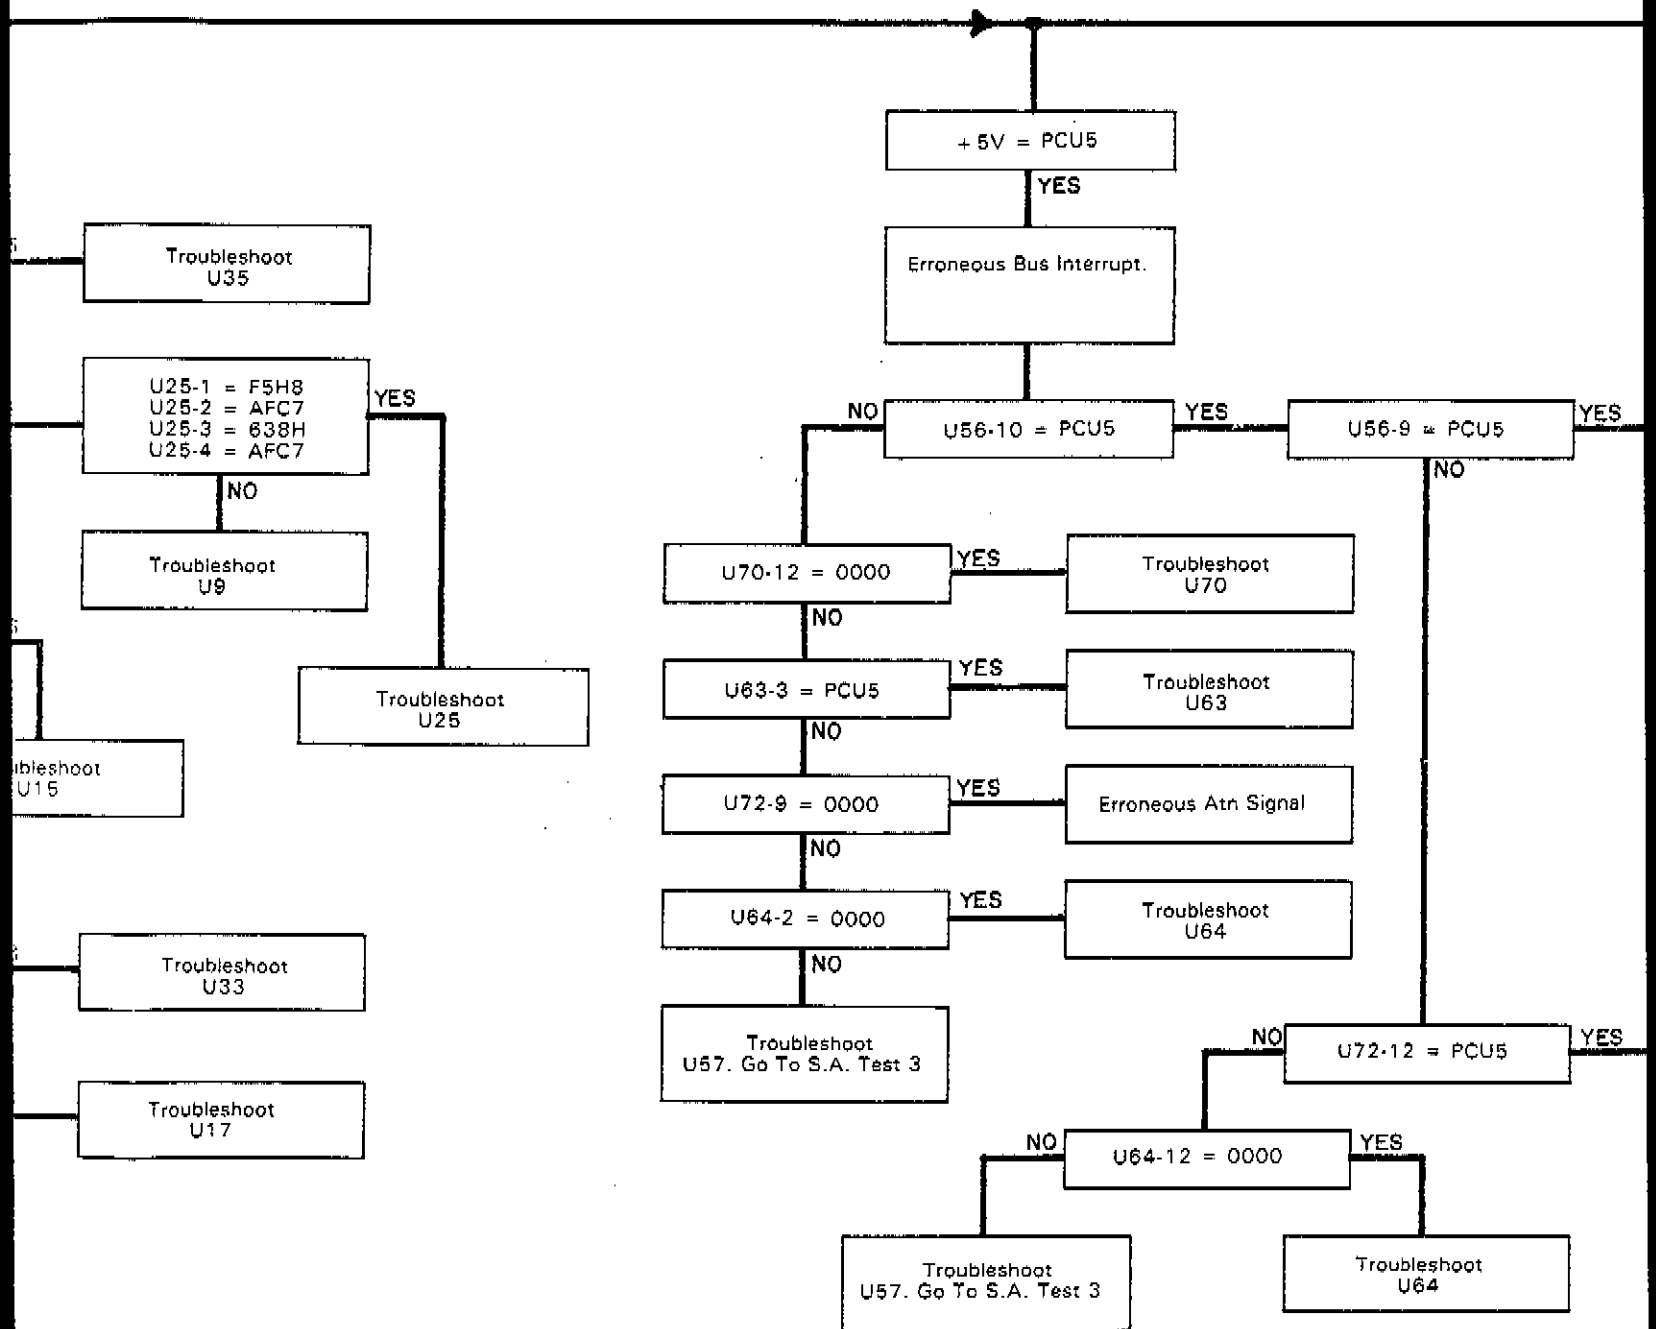 +5V = PCU5
YES
Erroneous Bus Interrupt.
NO
U56-10 = PCU5
YES
U56-9 = PCU5
YES
NO
Troubleshoot
U35
U25-1 = F5H8
U25-2 = AFC7
U25-3 = 638H
U25-4 = AFC7
YES
NO
Troubleshoot
U9
Troubleshoot
U25
U15
Troubleshoot
U33
Troubleshoot
U17
U70-12 = 0000
YES
Troubleshoot
U70
NO
U63-3 = PCU5
YES
Troubleshoot
U63
NO
U72-9 = 0000
YES
Erroneous Atn Signal
NO
U64-2 = 0000
YES
Troubleshoot
U64
NO
Troubleshoot
U57. Go To S.A. Test 3
NO
U72-12 = PCU5
YES
NO
U64-12 = 0000
YES
Troubleshoot
U57. Go To S.A. Test 3
Troubleshoot
U64